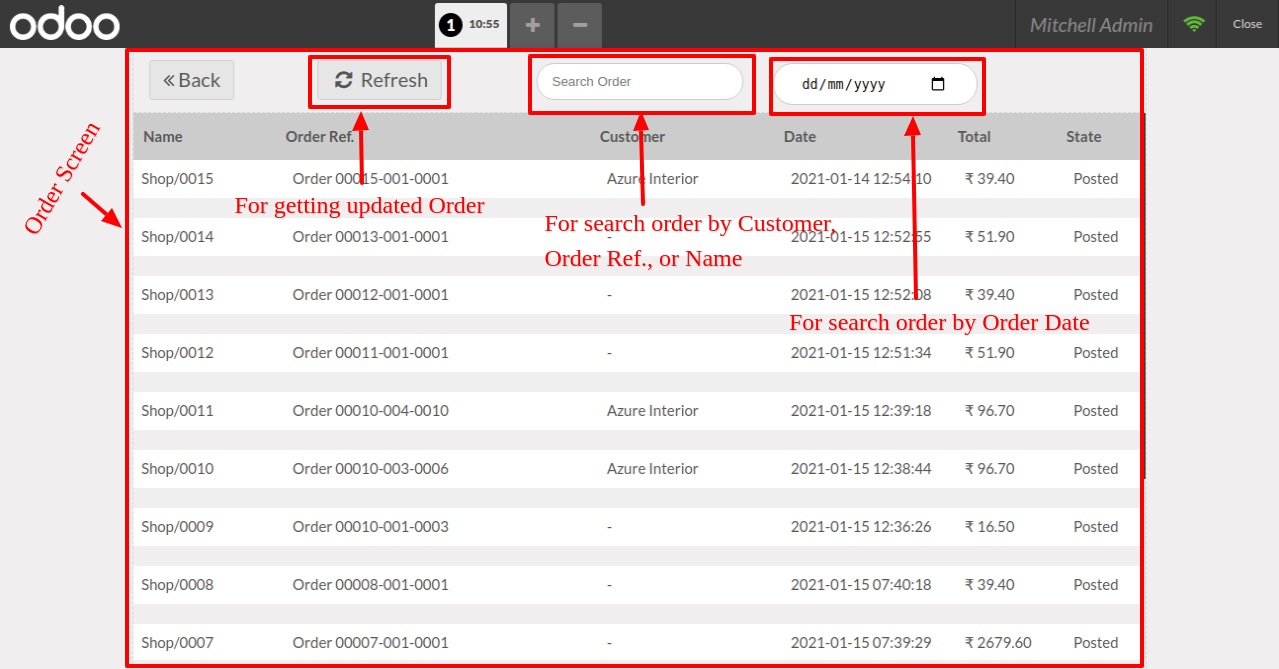 odoo
1 10:55 + − Mitchell Admin Close
« Back Refresh Search Order dd/mm/yyyy
Name Order Ref. Customer Date Total State
Shop/0015 Order 00015-001-0001 Azure Interior 2021-01-14 12:54:10 ₹ 39.40 Posted
Order Screen
For getting updated Order
For search order by Customer,
Order Ref., or Name
Shop/0014 Order 00013-001-0001 - 2021-01-15 12:52:55 ₹ 51.90 Posted
Shop/0013 Order 00012-001-0001 - 2021-01-15 12:52:08 ₹ 39.40 Posted
For search order by Order Date
Shop/0012 Order 00011-001-0001 - 2021-01-15 12:51:34 ₹ 51.90 Posted
Shop/0011 Order 00010-004-0010 Azure Interior 2021-01-15 12:39:18 ₹ 96.70 Posted
Shop/0010 Order 00010-003-0006 Azure Interior 2021-01-15 12:38:44 ₹ 96.70 Posted
Shop/0009 Order 00010-001-0003 - 2021-01-15 12:36:26 ₹ 16.50 Posted
Shop/0008 Order 00008-001-0001 - 2021-01-15 07:40:18 ₹ 39.40 Posted
Shop/0007 Order 00007-001-0001 - 2021-01-15 07:39:29 ₹ 2679.60 Posted